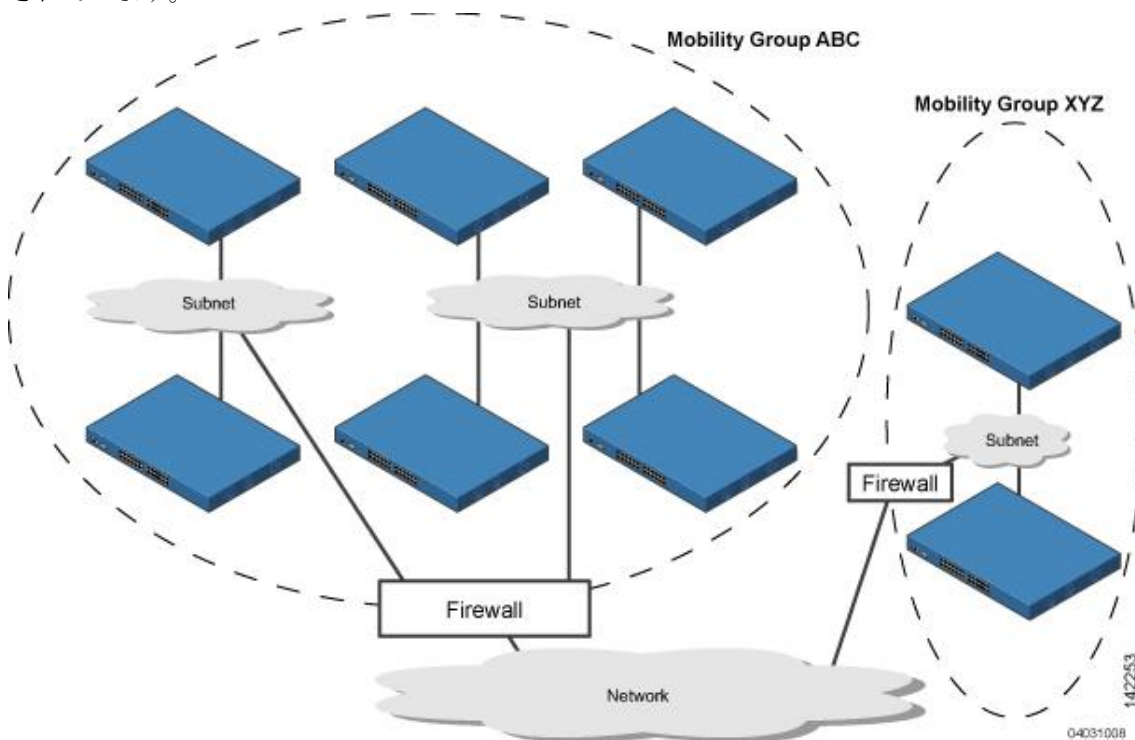 Mobility Group ABC
Mobility Group XYZ
Subnet
Subnet
Subnet
Firewall
Firewall
Network
142253
04031008